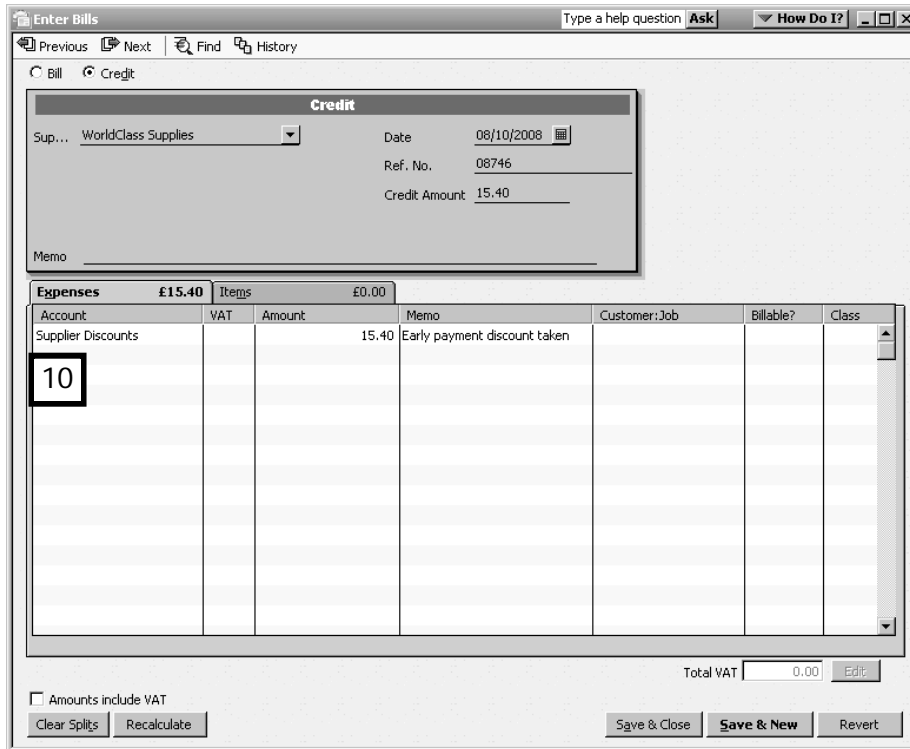 Enter Bills Type a help question Ask How Do I?
Previous Next Find History
Bill Credit
Credit
Sup... WorldClass Supplies Date 08/10/2008
Ref. No. 08746
Credit Amount 15.40
Memo
Expenses £15.40 Items £0.00
Account VAT Amount Memo Customer:Job Billable? Class
Supplier Discounts 15.40 Early payment discount taken
10
Total VAT 0.00 Edit
Amounts include VAT
Clear Splits Recalculate Save & Close Save & New Revert